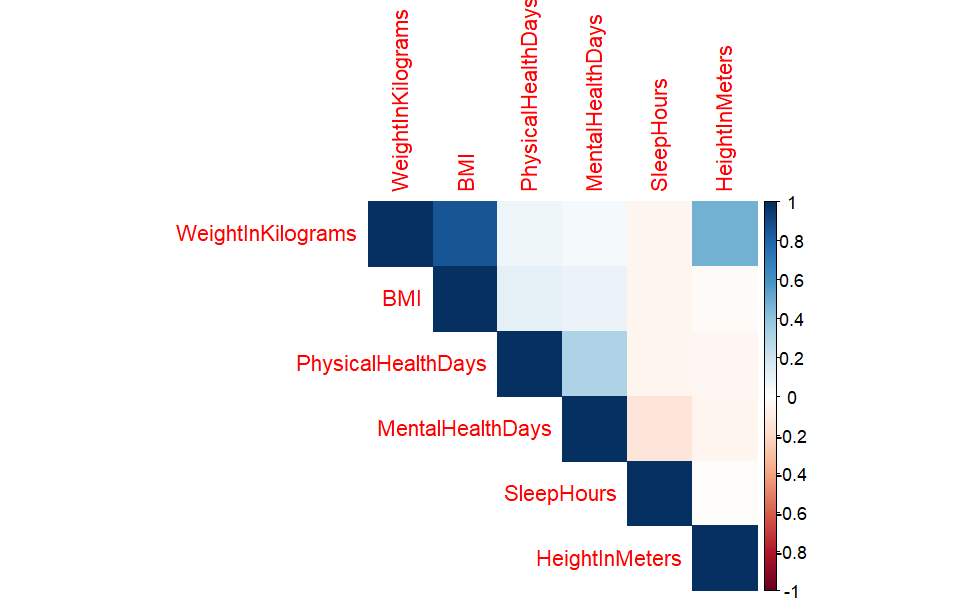 WeightInKilograms
BMI
PhysicalHealthDays
MentalHealthDays
SleepHours
HeightInMeters
WeightInKilograms
BMI
PhysicalHealthDays
MentalHealthDays
SleepHours
HeightInMeters
1
0.8
0.6
0.4
0.2
0
-0.2
-0.4
-0.6
-0.8
-1